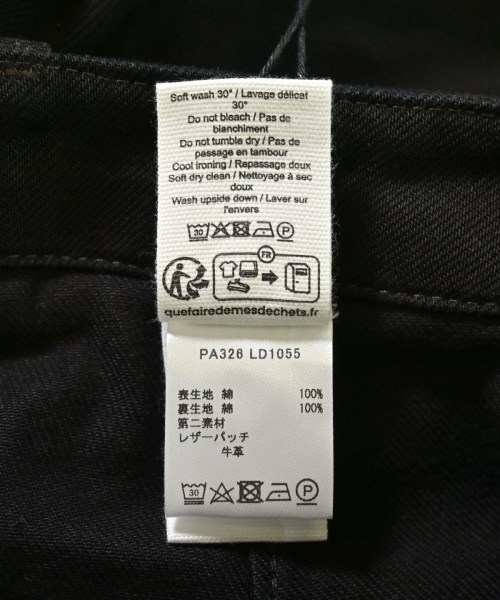 Soft wash 30° / Lavage délicat
30°
Do not bleach / Pas de
blanchiment
Do not tumble dry / Pas de
passage en tambour
Cool ironing / Repassage doux
Soft dry clean / Nettoyage à sec
doux
Wash upside down / Laver sur
l'envers
30 P
FR
quefairedemesdechets.fr
PA326 LD1055
表生地 綿 100%
裏生地 綿 100%
第二素材
レザーパッチ
牛革
30 P